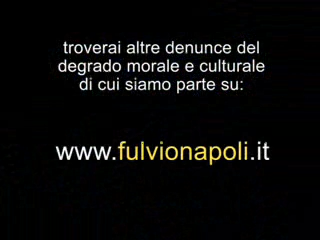 troverai altre denunce del
degrado morale e culturale
di cui siamo parte su:
www.fulvionapoli.it